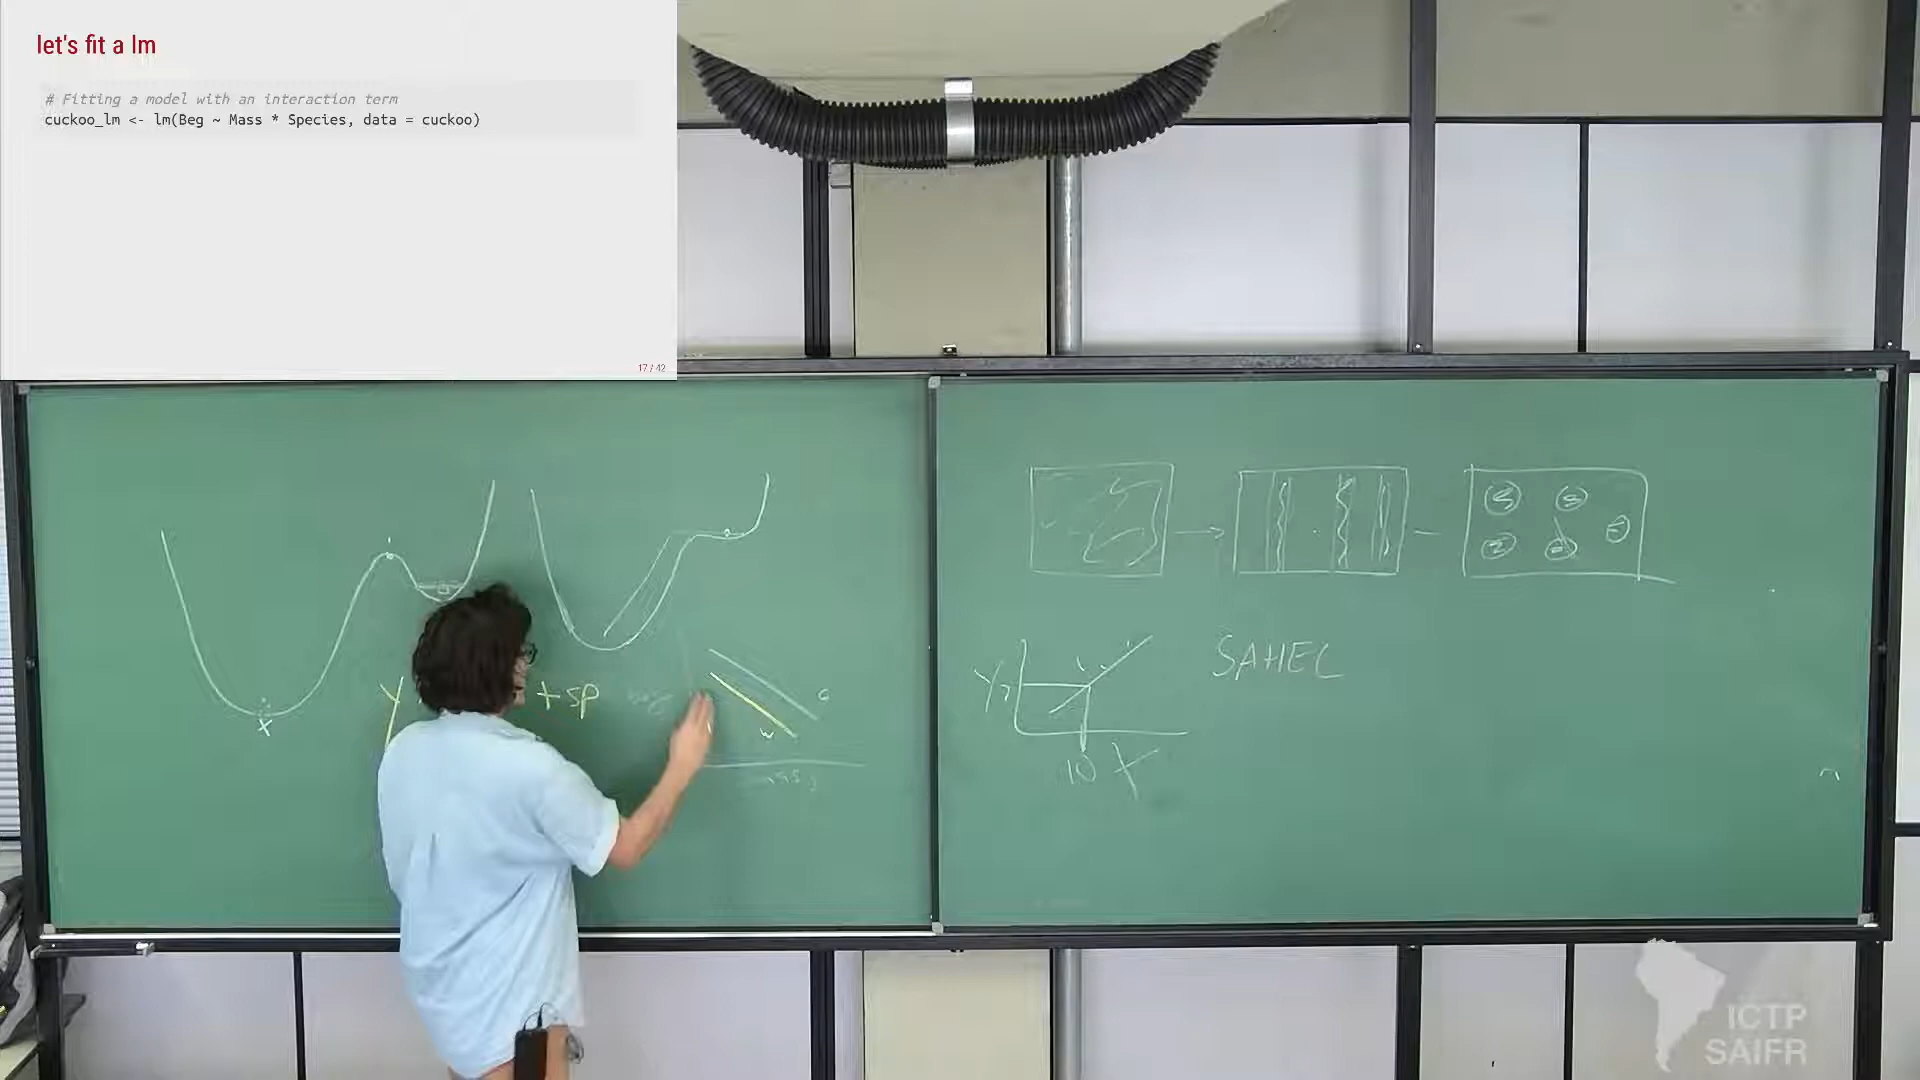 let's fit a lm
# Fitting a model with an interaction term
cuckoo_lm <- lm(Beg ~ Mass * Species, data = cuckoo)
17 / 42
x
Y
+ sp
w
SAHEL
Y
10
X
ICTP
SAIFR